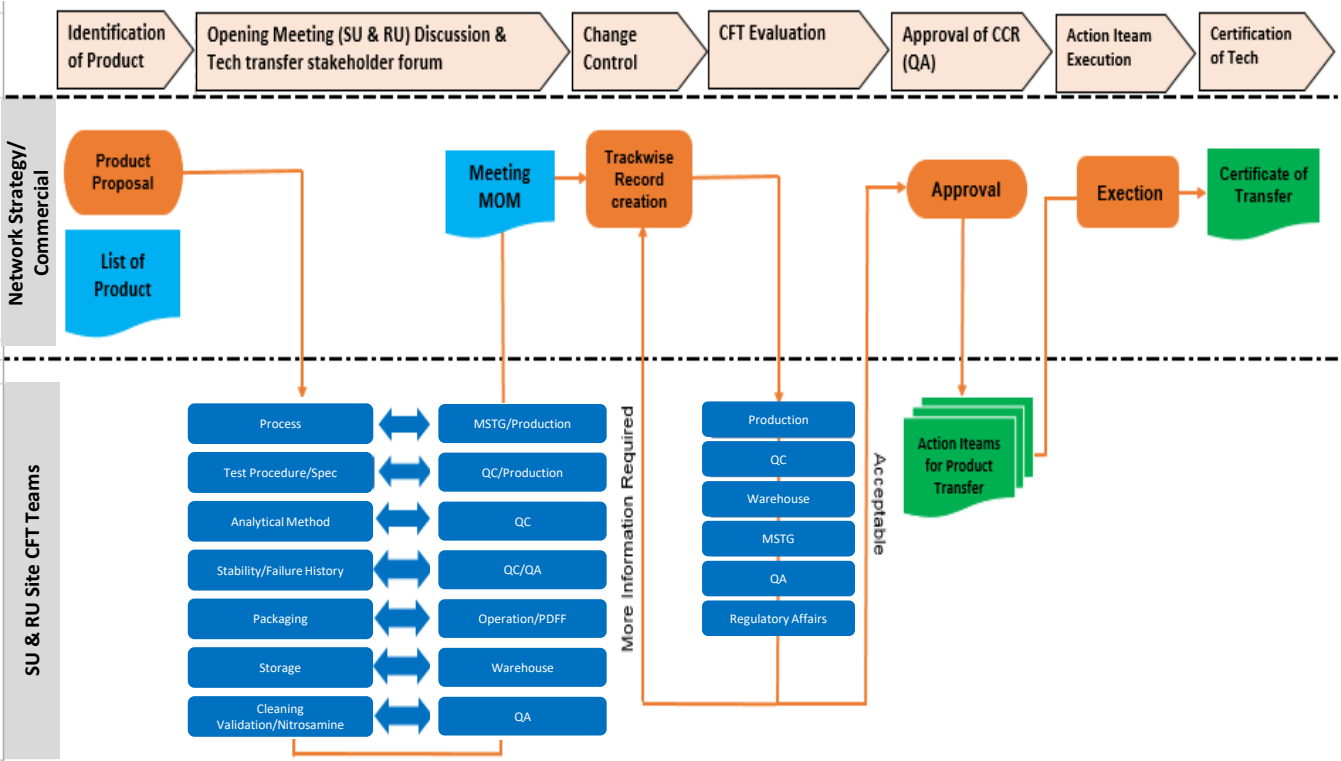 Identification
of Product
Opening Meeting (SU & RU) Discussion &
Tech transfer stakeholder forum
Change
Control
CFT Evaluation
Approval of CCR
(QA)
Action Iteam
Execution
Certification
of Tech
Network Strategy/
Commercial
Product
Proposal
List of
Product
Meeting
MOM
Trackwise
Record
creation
Approval
Exection
Certificate of
Transfer
SU & RU Site CFT Teams
Process
MSTG/Production
Test Procedure/Spec
QC/Production
Analytical Method
QC
Stability/Failure History
QC/QA
Packaging
Operation/PDFF
Storage
Warehouse
Cleaning
Validation/Nitrosamine
QA
More Information Required
Production
QC
Warehouse
MSTG
QA
Regulatory Affairs
Acceptable
Action Iteams
for Product
Transfer